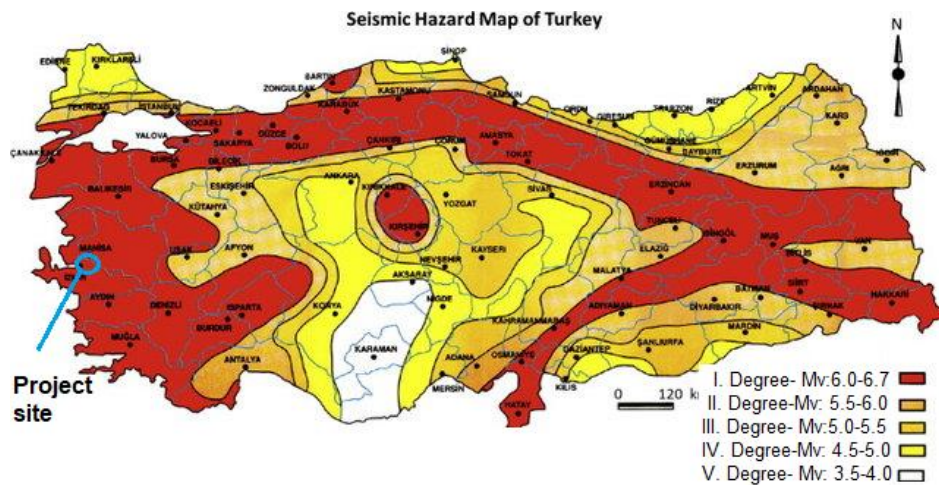 Seismic Hazard Map of Turkey
N
SİNOP
EDİRNE
KIRKLARELİ
BARTIN
ZONGULDAK
KASTAMONU
SAMSUN
ARTVİN
ARDAHAN
TEKİRDAĞ
İSTANBUL
KARABÜK
ORDU
TRABZON
RİZE
GİRESUN
KARS
KOCAELİ
YALOVA
SAKARYA
DÜZCE
BOLU
ÇANKIRI
ÇORUM
AMASYA
TOKAT
GÜMÜŞHANE
BAYBURT
ÇANAKKALE
BURSA
BİLECİK
ERZURUM
AĞRI
BALIKESİR
ESKİŞEHİR
ANKARA
KIRIKKALE
YOZGAT
SİVAS
ERZİNCAN
KÜTAHYA
KIRŞEHİR
TUNCELİ
BİNGÖL
MUŞ
MANİSA
UŞAK
AFYON
KAYSERİ
ELAZIĞ
VAN
NEVŞEHİR
BİTLİS
AKSARAY
MALATYA
AYDIN
DENİZLİ
ISPARTA
BURDUR
KONYA
NİĞDE
ADIYAMAN
DİYARBAKIR
BATMAN
SİİRT
ŞIRNAK
HAKKARİ
KAHRAMANMARAŞ
MARDİN
MUĞLA
KARAMAN
ADANA
OSMANİYE
GAZİANTEP
ŞANLIURFA
ANTALYA
MERSİN
KİLİS
HATAY
Project
site
0 120 km
I. Degree- Mv:6.0-6.7
II. Degree-Mv: 5.5-6.0
III. Degree-Mv:5.0-5.5
IV. Degree-Mv: 4.5-5.0
V. Degree-Mv: 3.5-4.0